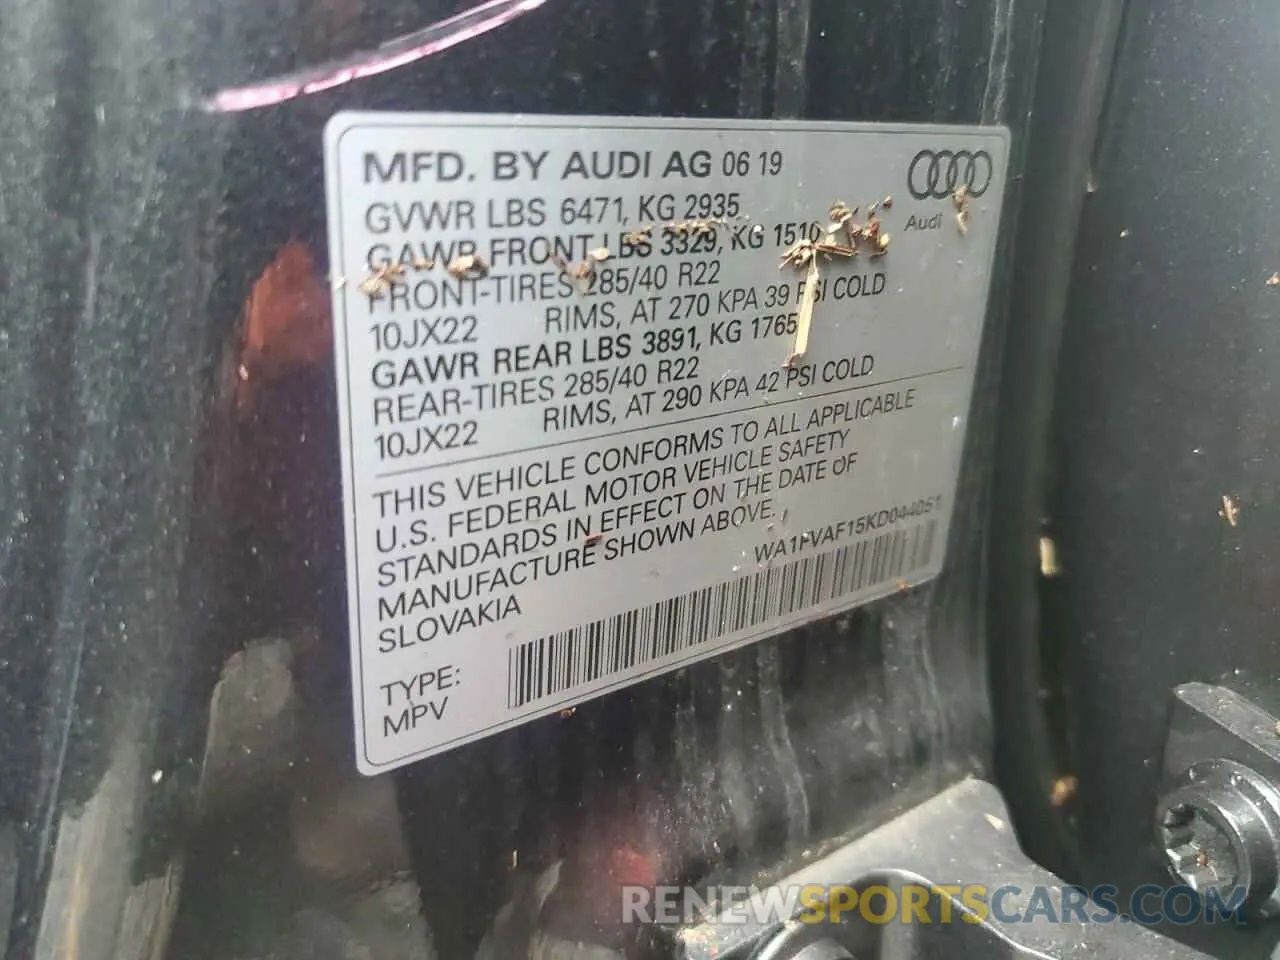 MFD. BY AUDI AG 06 19
Audi
GVWR LBS 6471, KG 2935
GAWR FRONT LBS 3329, KG 1510
FRONT-TIRES 285/40 R22
10JX22 RIMS, AT 270 KPA 39 PSI COLD
GAWR REAR LBS 3891, KG 1765
REAR-TIRES 285/40 R22
10JX22 RIMS, AT 290 KPA 42 PSI COLD
THIS VEHICLE CONFORMS TO ALL APPLICABLE
U.S. FEDERAL MOTOR VEHICLE SAFETY
STANDARDS IN EFFECT ON THE DATE OF
MANUFACTURE SHOWN ABOVE.
SLOVAKIA
WA1FVAF15KD044051
TYPE:
MPV
RENEWSPORTSCARS.COM